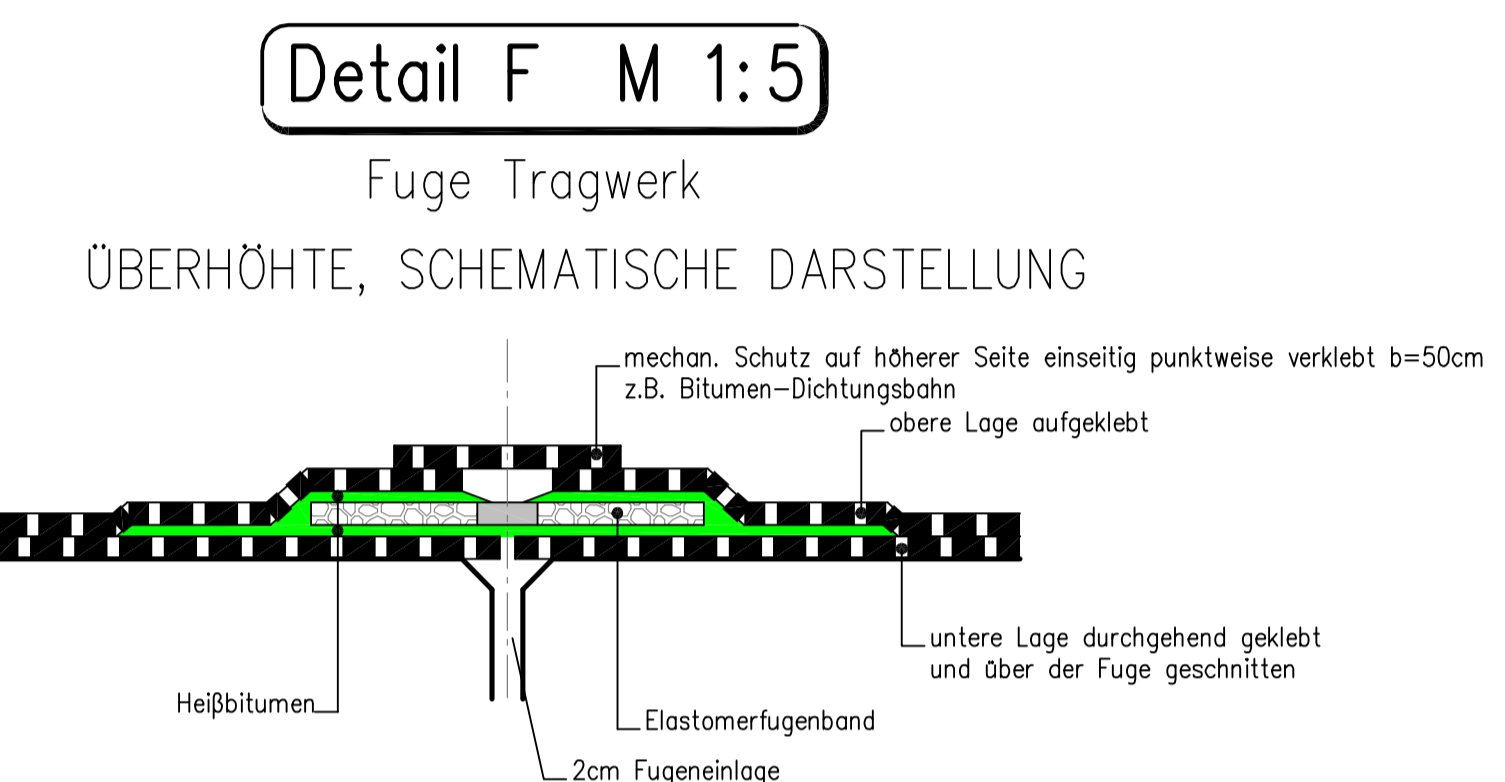 Detail F M 1:5
Fuge Tragwerk
ÜBERHÖHTE, SCHEMATISCHE DARSTELLUNG
mechan. Schutz auf höherer Seite einseitig punktweise verklebt b=50cm
z.B. Bitumen-Dichtungsbahn
obere Lage aufgeklebt
untere Lage durchgehend geklebt
und über der Fuge geschnitten
Heißbitumen
Elastomerfugenband
2cm Fugeneinlage